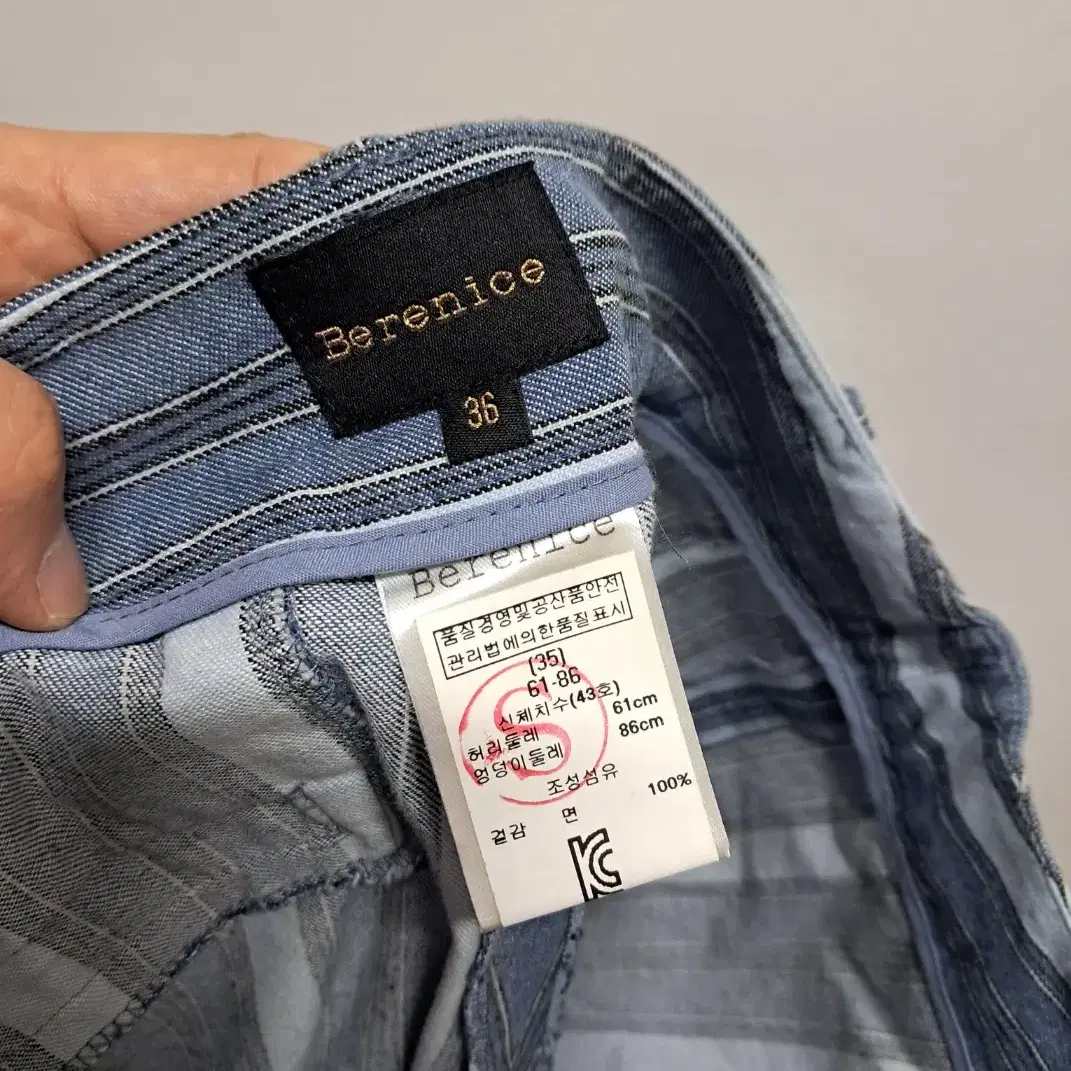 Berenice
36
Berenice
품질경영및공산품안전
관리법에의한품질표시
[35]
61-86
신체치수(43호)
허리둘레 61cm
엉덩이둘레 86cm
S
조성섬유
겉감 면 100%